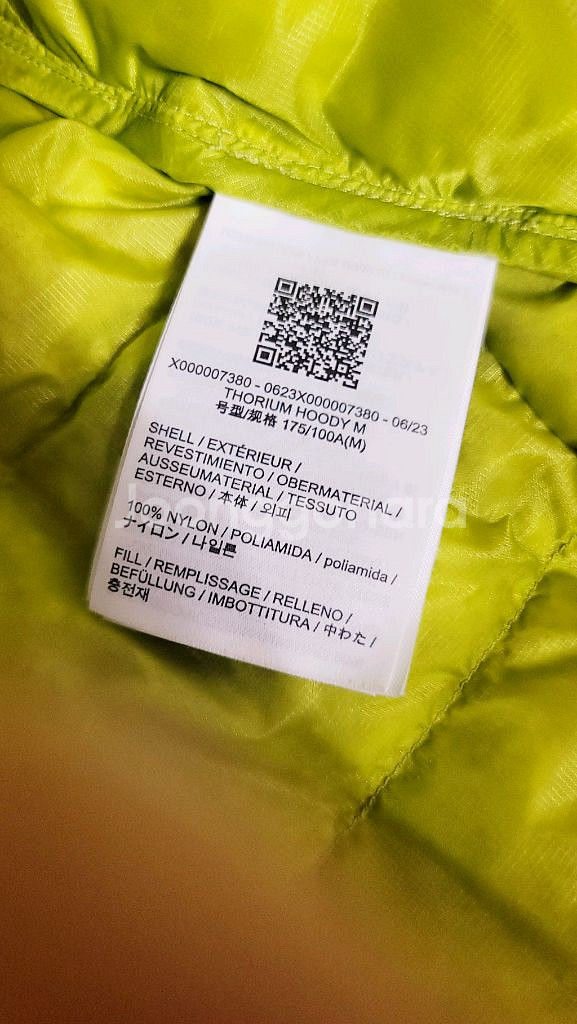 X000007380 - 0623X000007380 - 06/23
THORIUM HOODY M
号型/规格 175/100A(M)
SHELL / EXTÉRIEUR /
REVESTIMIENTO / OBERMATERIAL /
AUSSEUMATERIAL / TESSUTO
ESTERNO / 本体 / 외피
100% NYLON / POLIAMIDA / poliamida /
ナイロン / 나일론
FILL / REMPLISSAGE / RELLENO /
BEFÜLLUNG / IMBOTTITURA / 中わた /
충전재
Joonggonara